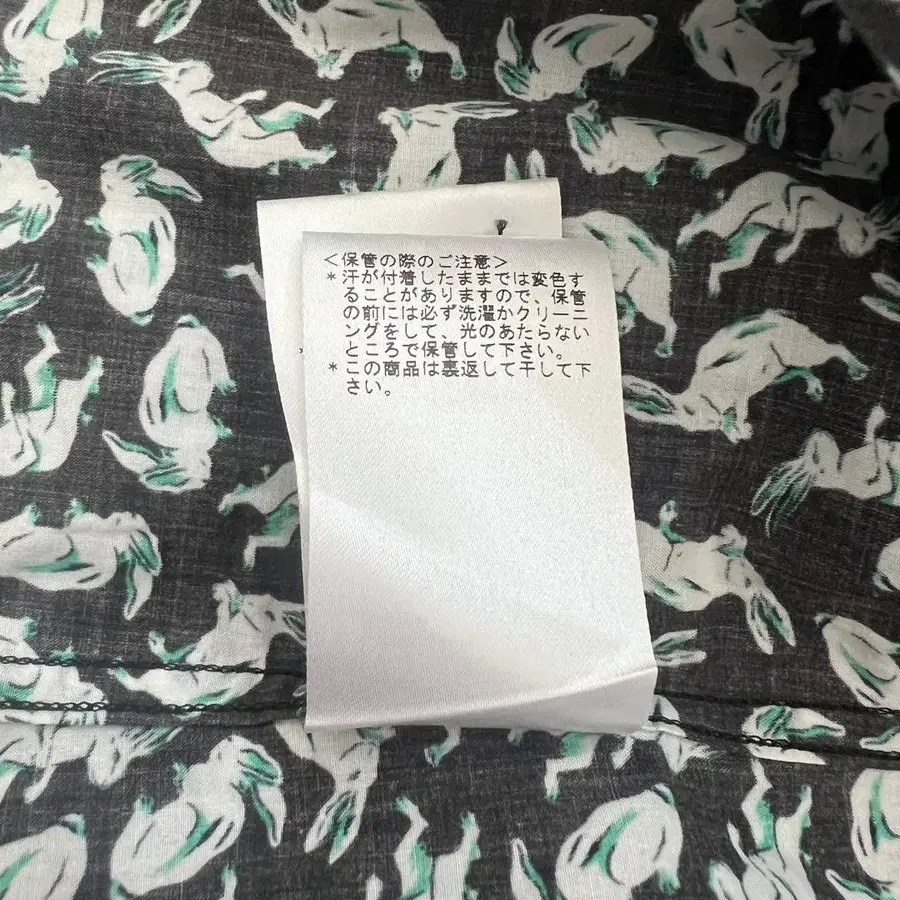 ＜保管の際のご注意＞
＊汗が付着したままでは変色す
ることがありますので、保管
の前には必ず洗濯かクリーニ
ングをして、光のあたらない
ところで保管して下さい。
＊この商品は裏返して干して下
さい。